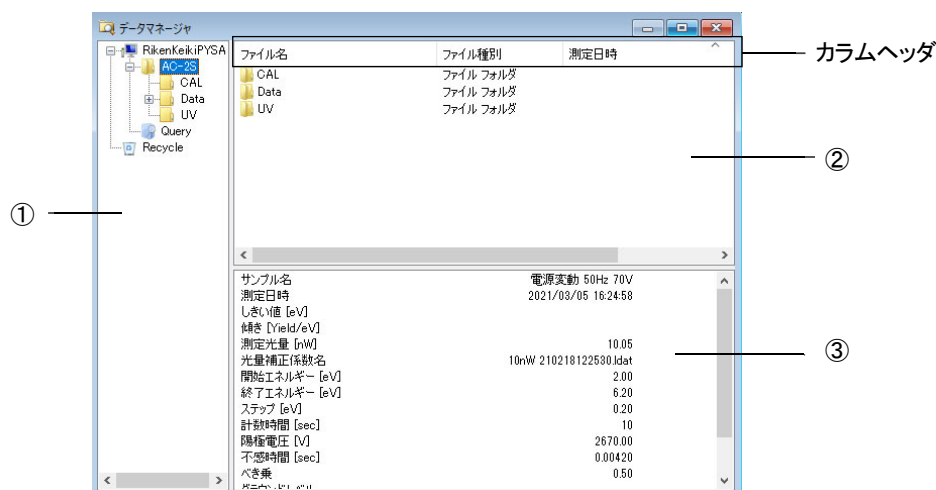 データマネージャ
RikenKeikiPYSA
AC-2S
CAL
Data
UV
Query
Recycle
ファイル名 ファイル種別 測定日時
CAL ファイル フォルダ
Data ファイル フォルダ
UV ファイル フォルダ
カラムヘッダ
①
②
サンプル名 電源変動 50Hz 70V
測定日時 2021/03/05 16:24:58
しきい値 [eV]
傾き [Yield/eV]
測定光量 [nW] 10.05
光量補正係数名 10nW 210218122530.ldat
開始エネルギー [eV] 2.00
終了エネルギー [eV] 6.20
ステップ [eV] 0.20
計数時間 [sec] 10
陽極電圧 [V] 2670.00
不感時間 [sec] 0.00420
べき乗 0.50
グラウンドレベル
③